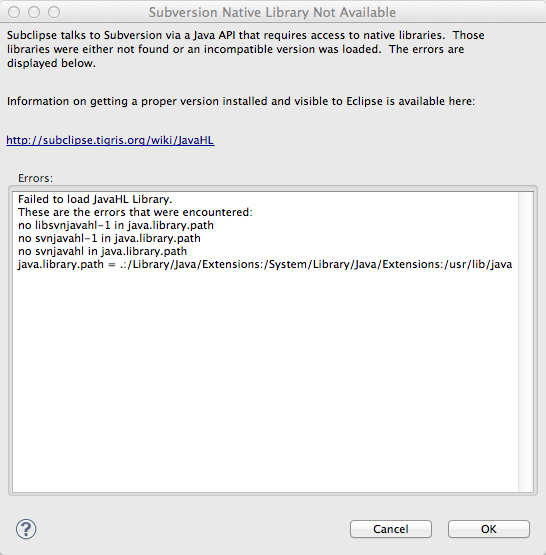 Subversion Native Library Not Available
Subclipse talks to Subversion via a Java API that requires access to native libraries.  Those
libraries were either not found or an incompatible version was loaded.  The errors are
displayed below.
Information on getting a proper version installed and visible to Eclipse is available here:
http://subclipse.tigris.org/wiki/JavaHL
Errors:
Failed to load JavaHL Library.
These are the errors that were encountered:
no libsvnjavahl-1 in java.library.path
no svnjavahl-1 in java.library.path
no svnjavahl in java.library.path
java.library.path = .:/Library/Java/Extensions:/System/Library/Java/Extensions:/usr/lib/java
?
Cancel
OK